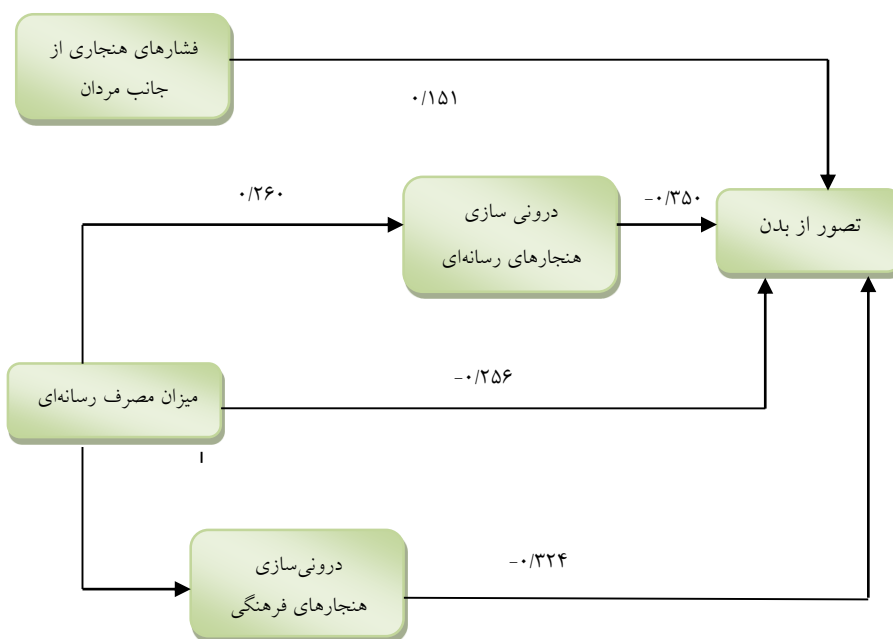 فشارهای هنجاری از
جانب مردان
۰/۱۵۱
۰/۲۶۰
درونی سازی
هنجارهای رسانه‌ای
-۰/۳۵۰
تصور از بدن
میزان مصرف رسانه‌ای
-۰/۲۵۶
ا
درونی‌سازی
هنجارهای فرهنگی
-۰/۳۲۴